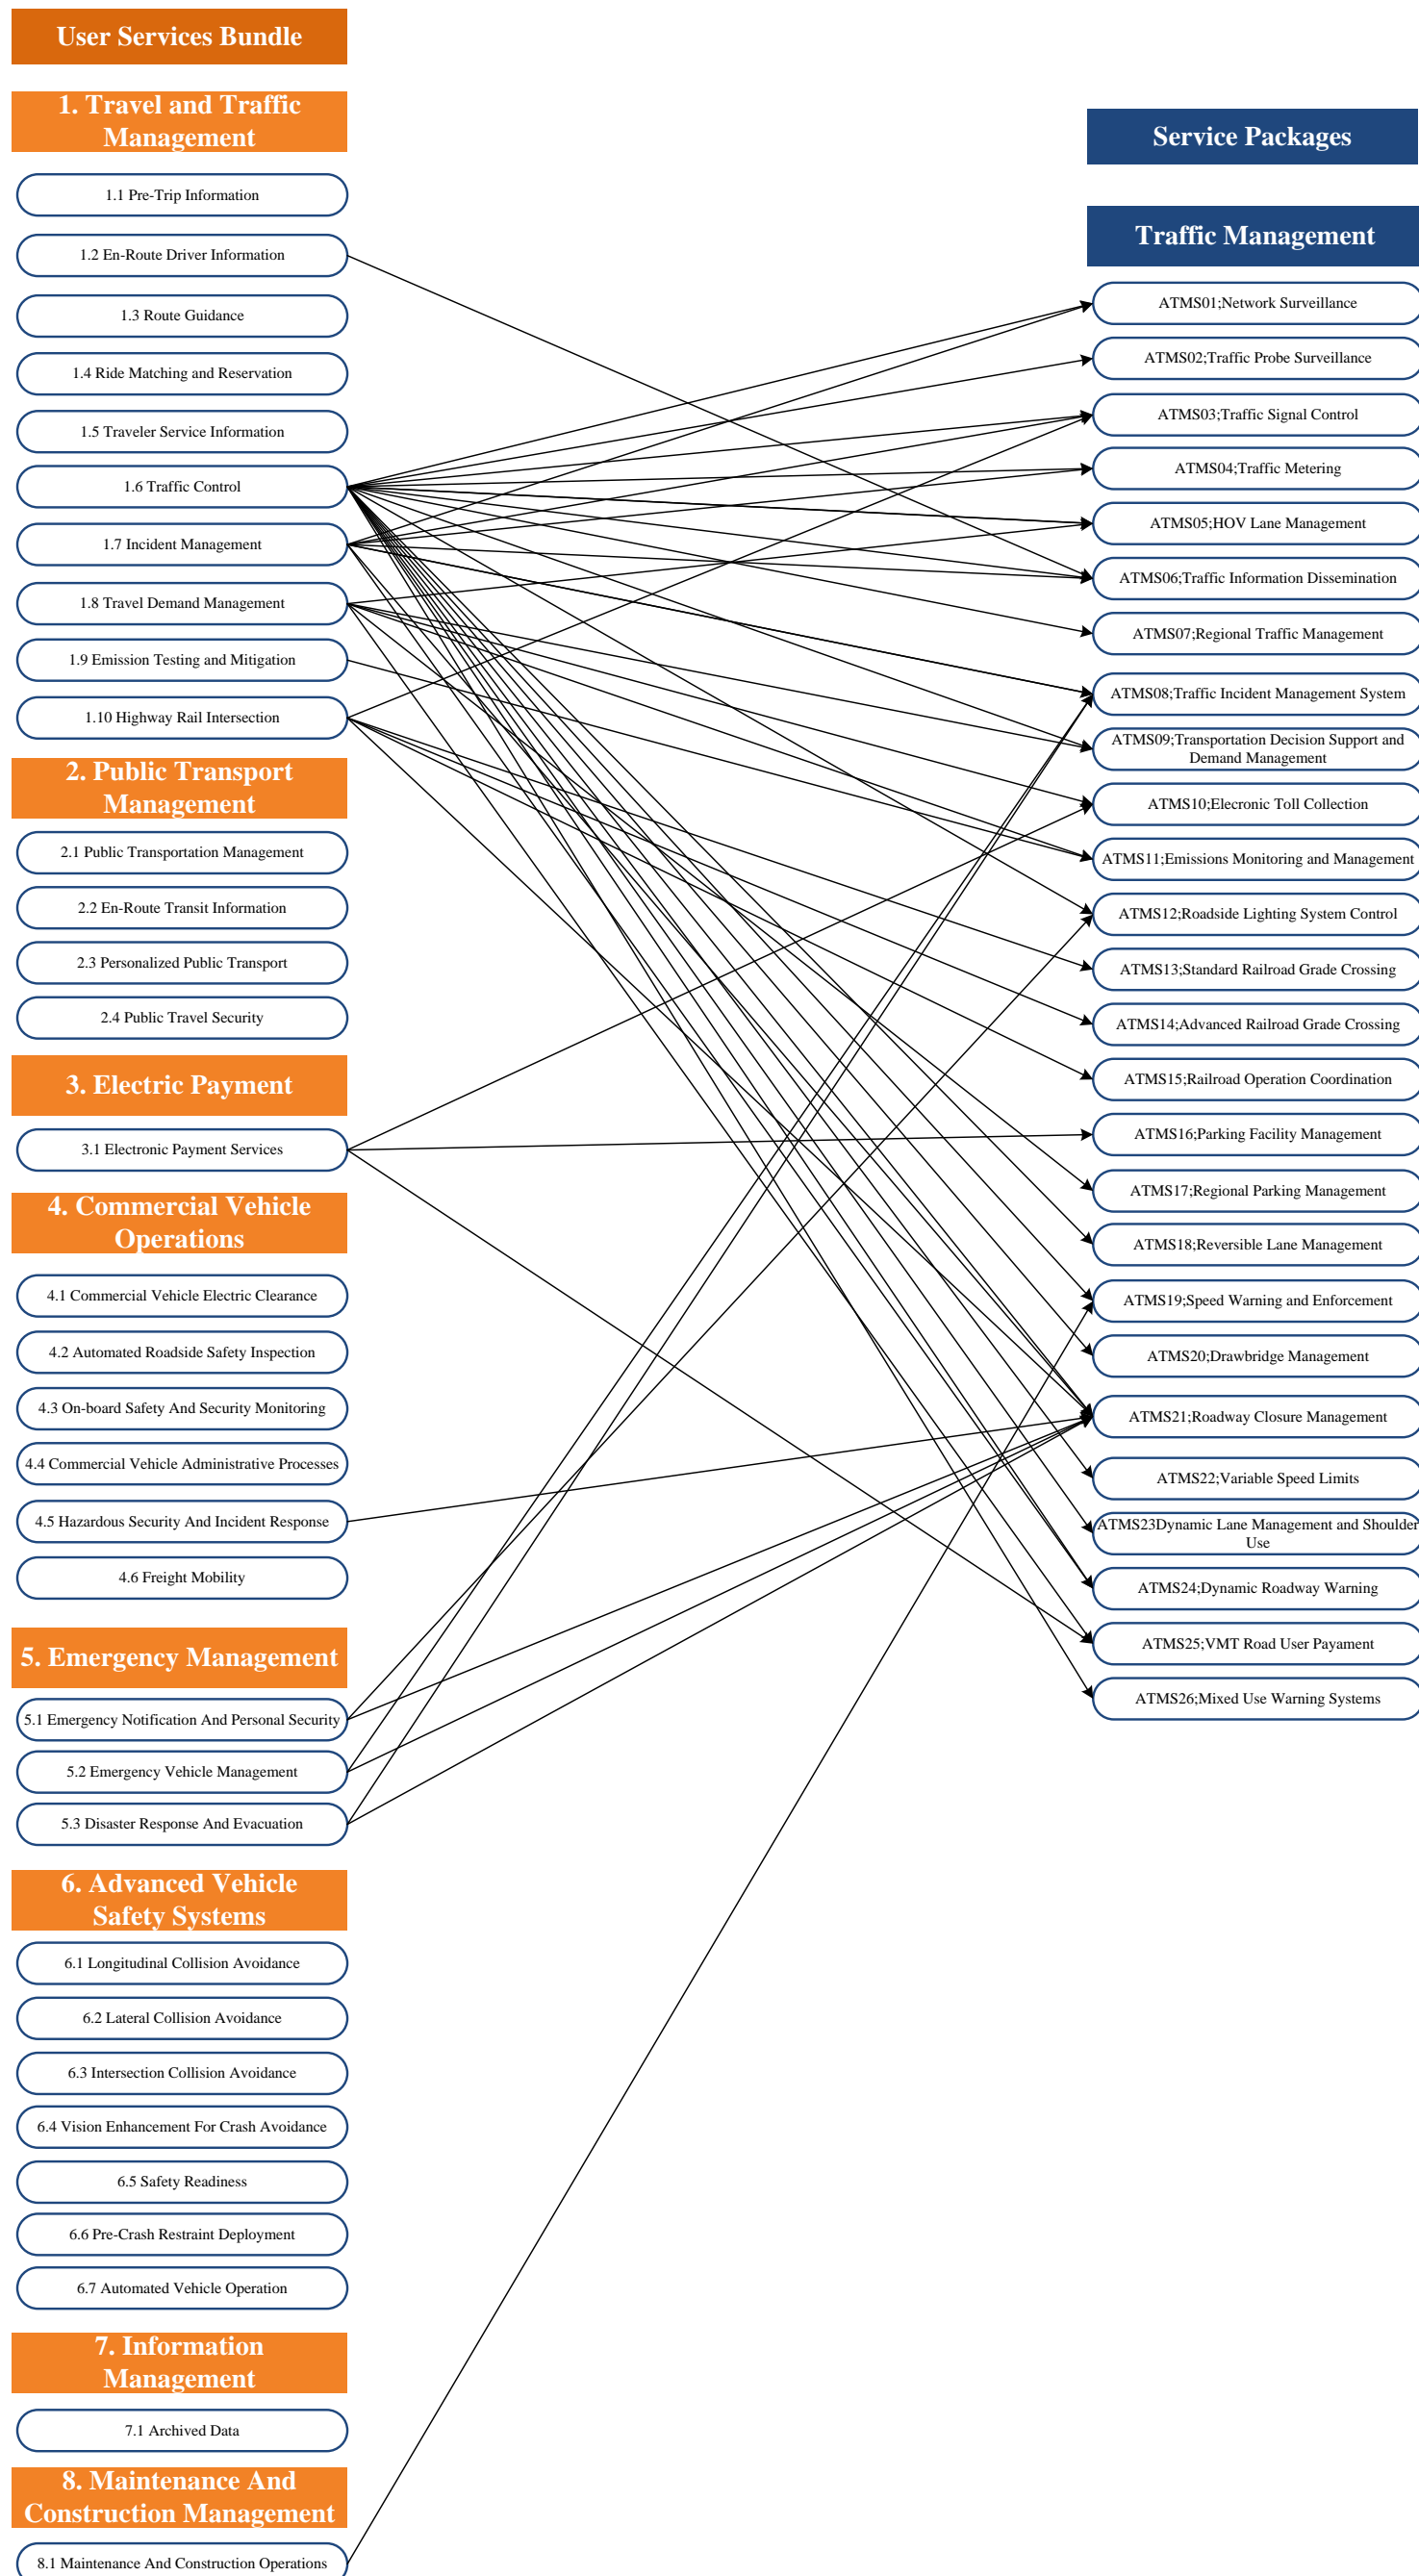 User Services Bundle
1. Travel and Traffic
Management
1.1 Pre-Trip Information
1.2 En-Route Driver Information
1.3 Route Guidance
1.4 Ride Matching and Reservation
1.5 Traveler Service Information
1.6 Traffic Control
1.7 Incident Management
1.8 Travel Demand Management
1.9 Emission Testing and Mitigation
1.10 Highway Rail Intersection
2. Public Transport
Management
2.1 Public Transportation Management
2.2 En-Route Transit Information
2.3 Personalized Public Transport
2.4 Public Travel Security
3. Electric Payment
3.1 Electronic Payment Services
4. Commercial Vehicle
Operations
4.1 Commercial Vehicle Electric Clearance
4.2 Automated Roadside Safety Inspection
4.3 On-board Safety And Security Monitoring
4.4 Commercial Vehicle Administrative Processes
4.5 Hazardous Security And Incident Response
4.6 Freight Mobility
5. Emergency Management
5.1 Emergency Notification And Personal Security
5.2 Emergency Vehicle Management
5.3 Disaster Response And Evacuation
6. Advanced Vehicle
Safety Systems
6.1 Longitudinal Collision Avoidance
6.2 Lateral Collision Avoidance
6.3 Intersection Collision Avoidance
6.4 Vision Enhancement For Crash Avoidance
6.5 Safety Readiness
6.6 Pre-Crash Restraint Deployment
6.7 Automated Vehicle Operation
7. Information
Management
7.1 Archived Data
8. Maintenance And
Construction Management
8.1 Maintenance And Construction Operations
Service Packages
Traffic Management
ATMS01;Network Surveillance
ATMS02;Traffic Probe Surveillance
ATMS03;Traffic Signal Control
ATMS04;Traffic Metering
ATMS05;HOV Lane Management
ATMS06;Traffic Information Dissemination
ATMS07;Regional Traffic Management
ATMS08;Traffic Incident Management System
ATMS09;Transportation Decision Support and
Demand Management
ATMS10;Elecronic Toll Collection
ATMS11;Emissions Monitoring and Management
ATMS12;Roadside Lighting System Control
ATMS13;Standard Railroad Grade Crossing
ATMS14;Advanced Railroad Grade Crossing
ATMS15;Railroad Operation Coordination
ATMS16;Parking Facility Management
ATMS17;Regional Parking Management
ATMS18;Reversible Lane Management
ATMS19;Speed Warning and Enforcement
ATMS20;Drawbridge Management
ATMS21;Roadway Closure Management
ATMS22;Variable Speed Limits
ATMS23Dynamic Lane Management and Shoulder
Use
ATMS24;Dynamic Roadway Warning
ATMS25;VMT Road User Payament
ATMS26;Mixed Use Warning Systems